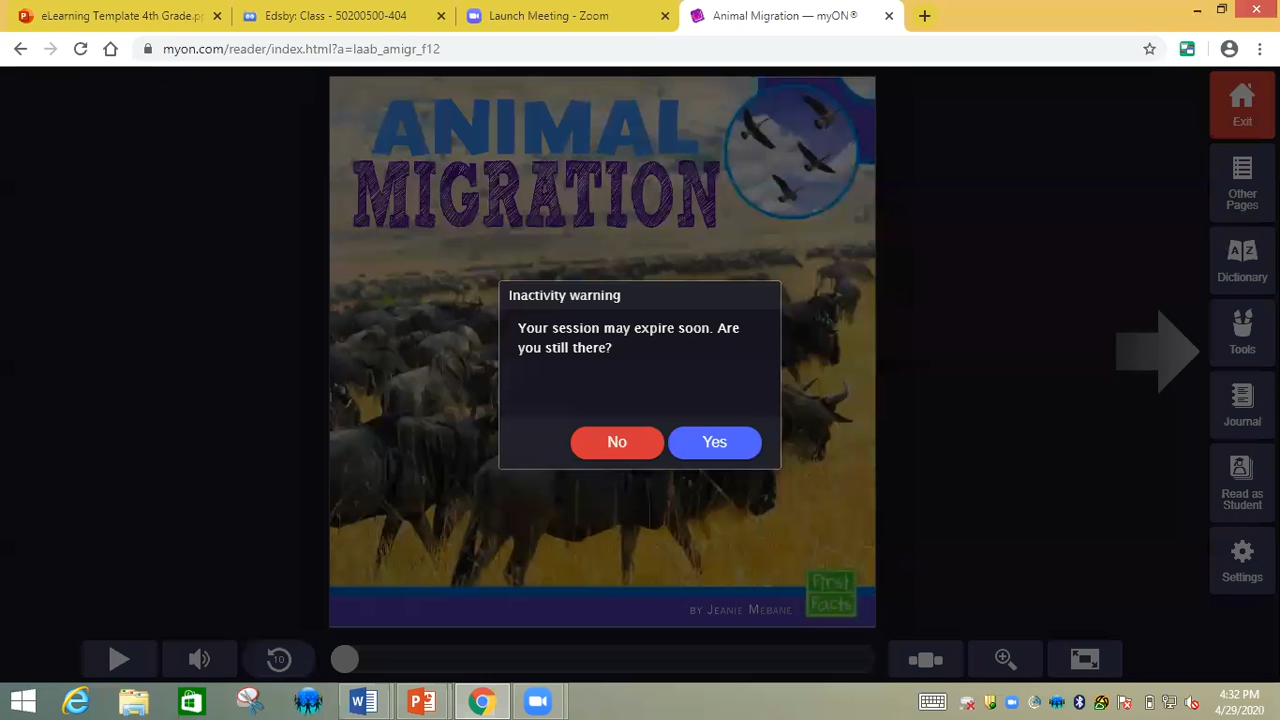 eLearning Template 4th Grade.pp
Edsby: Class - 50200500-404
Launch Meeting - Zoom
Animal Migration — myON®
myon.com/reader/index.html?a=laab_amigr_f12
ANIMAL
MIGRATION
Exit
Other
Pages
Dictionary
Tools
Journal
Read as
Student
Settings
Inactivity warning
Your session may expire soon. Are
you still there?
No
Yes
First
Facts
BY JEANIE MEBANE
10
4:32 PM
4/29/2020